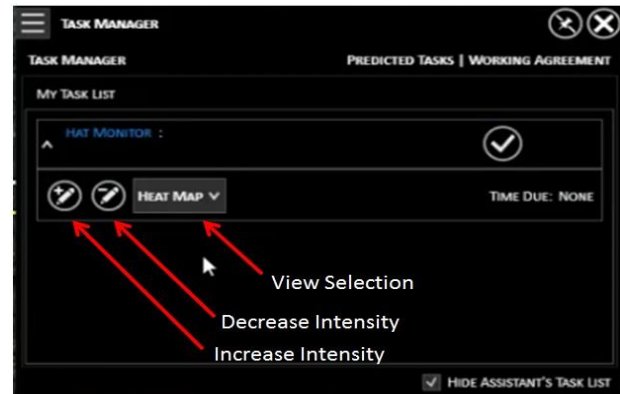 TASK MANAGER
TASK MANAGER
PREDICTED TASKS | WORKING AGREEMENT
MY TASK LIST
HAT MONITOR :
HEAT MAP
TIME DUE: NONE
View Selection
Decrease Intensity
Increase Intensity
HIDE ASSISTANT'S TASK LIST